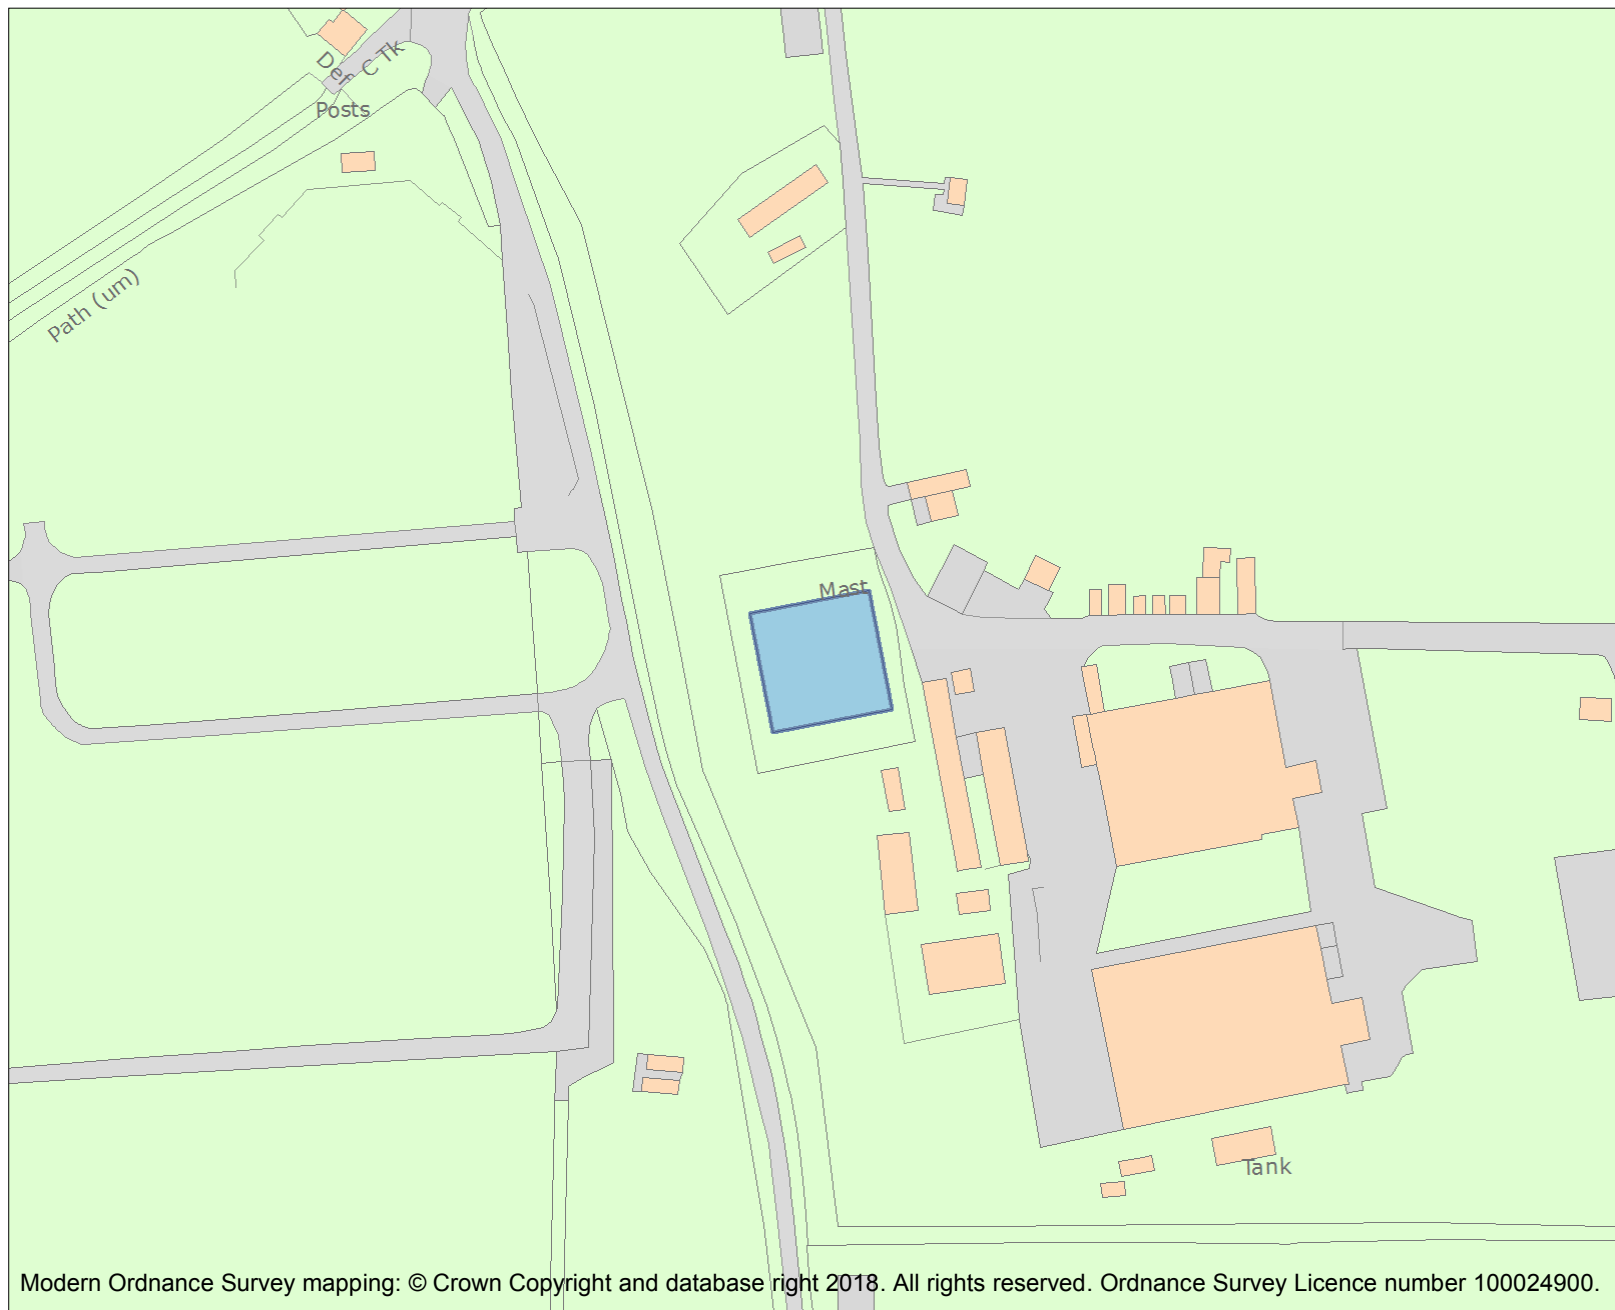 Def
C Tk
Posts
Path (um)
Mast
Tank
Modern Ordnance Survey mapping: © Crown Copyright and database right 2018. All rights reserved. Ordnance Survey Licence number 100024900.